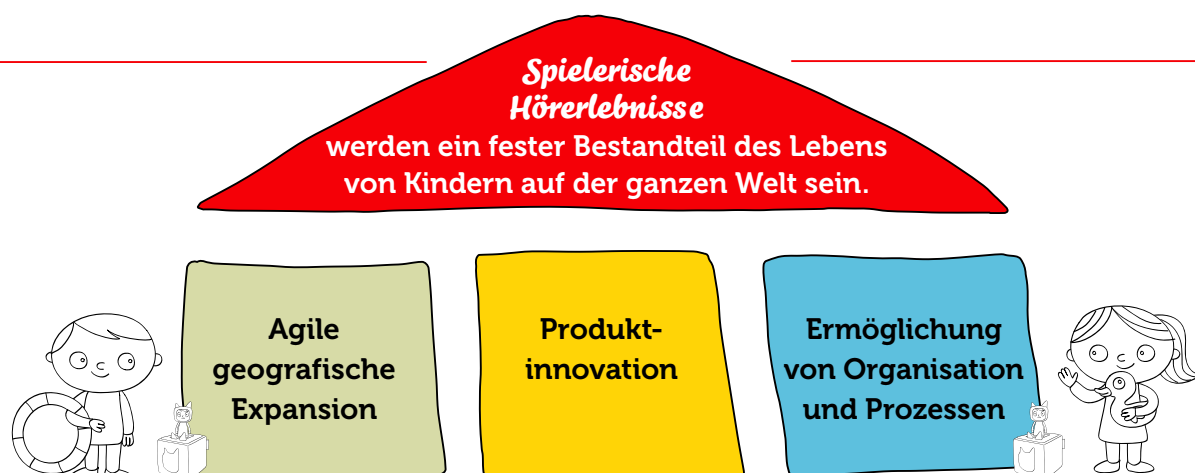 Spielerische
Hörerlebnisse
werden ein fester Bestandteil des Lebens
von Kindern auf der ganzen Welt sein.
Agile
geografische
Expansion
Produkt-
innovation
Ermöglichung
von Organisation
und Prozessen